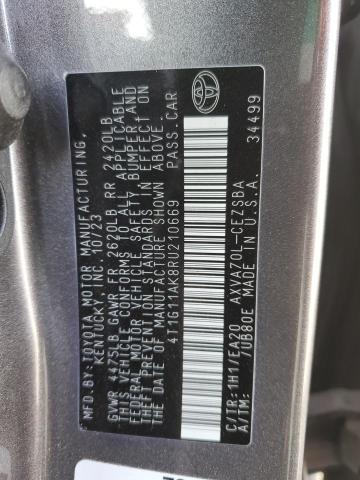 MFD. BY:TOYOTA MOTOR MANUFACTURING,
KENTUCKY, INC 10/23
GVWR 4475LB GAWR FR 2620LB RR 2420LB
THIS VEHICLE CONFORMS TO ALL APPLICABLE
FEDERAL MOTOR VEHICLE SAFETY, BUMPER, AND
THEFT PREVENTION STANDARDS IN EFFECT ON
THE DATE OF MANUFACTURE SHOWN ABOVE.
4T1G11AK8RU210669 PASS.CAR
C/TR: 1H1/EA20 AXVA70L-CEZSBA
A/TM: /UB80E MADE IN U.S.A. 34499